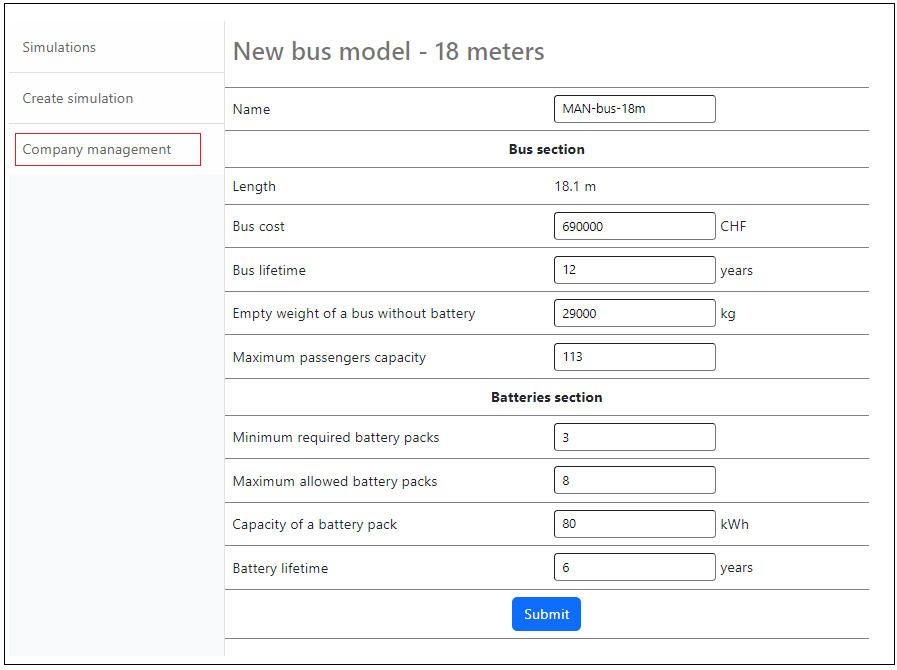 Simulations
Create simulation
Company management
New bus model - 18 meters
Name MAN-bus-18m
Bus section
Length 18.1 m
Bus cost 690000 CHF
Bus lifetime 12 years
Empty weight of a bus without battery 29000 kg
Maximum passengers capacity 113
Batteries section
Minimum required battery packs 3
Maximum allowed battery packs 8
Capacity of a battery pack 80 kWh
Battery lifetime 6 years
Submit